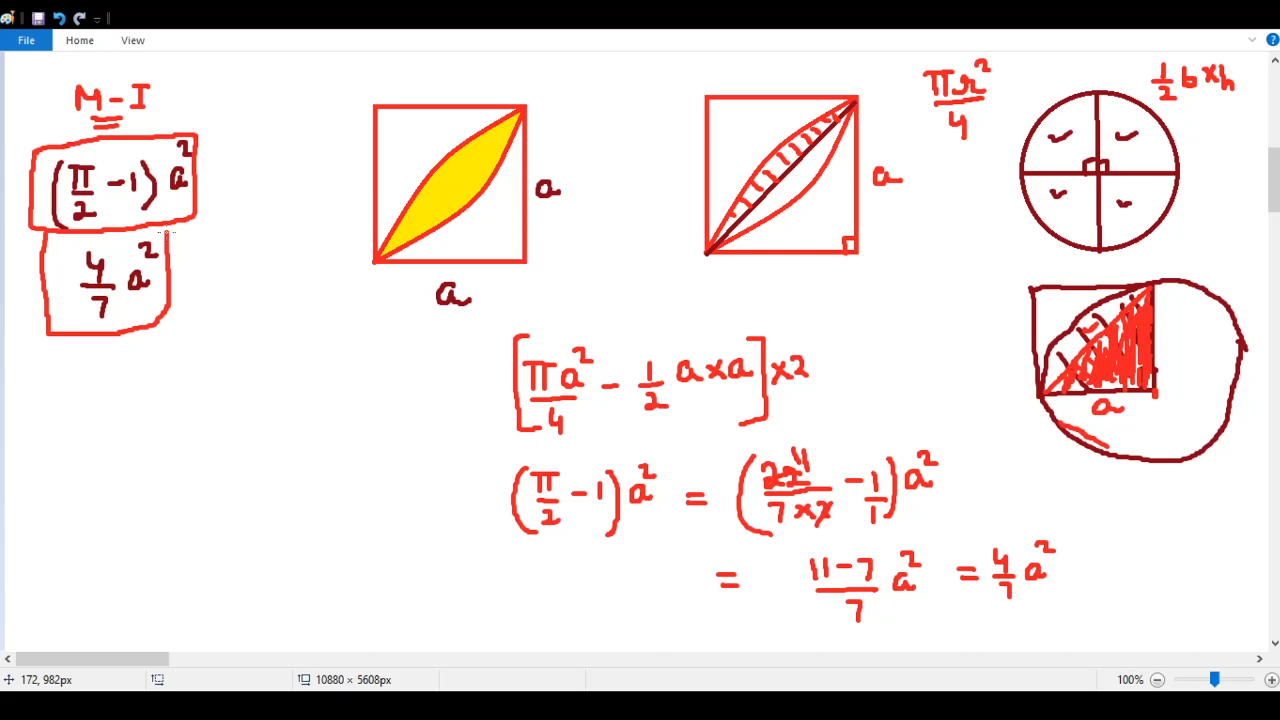 File Home View
M-I
(π/2 - 1) a²
4/7 a²
a
a
a
πr²/4
1/2 b×h
a
[πa²/4 - 1/2 a×a]×2
(π/2 - 1) a² = (22 11/7×2 - 1/1) a²
= 11-7/7 a² = 4/7 a²
172, 982px 10880 × 5608px 100%